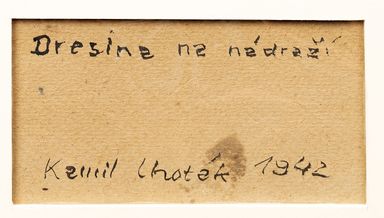 Dresina na nádraží
Kamil Lhoták 1942